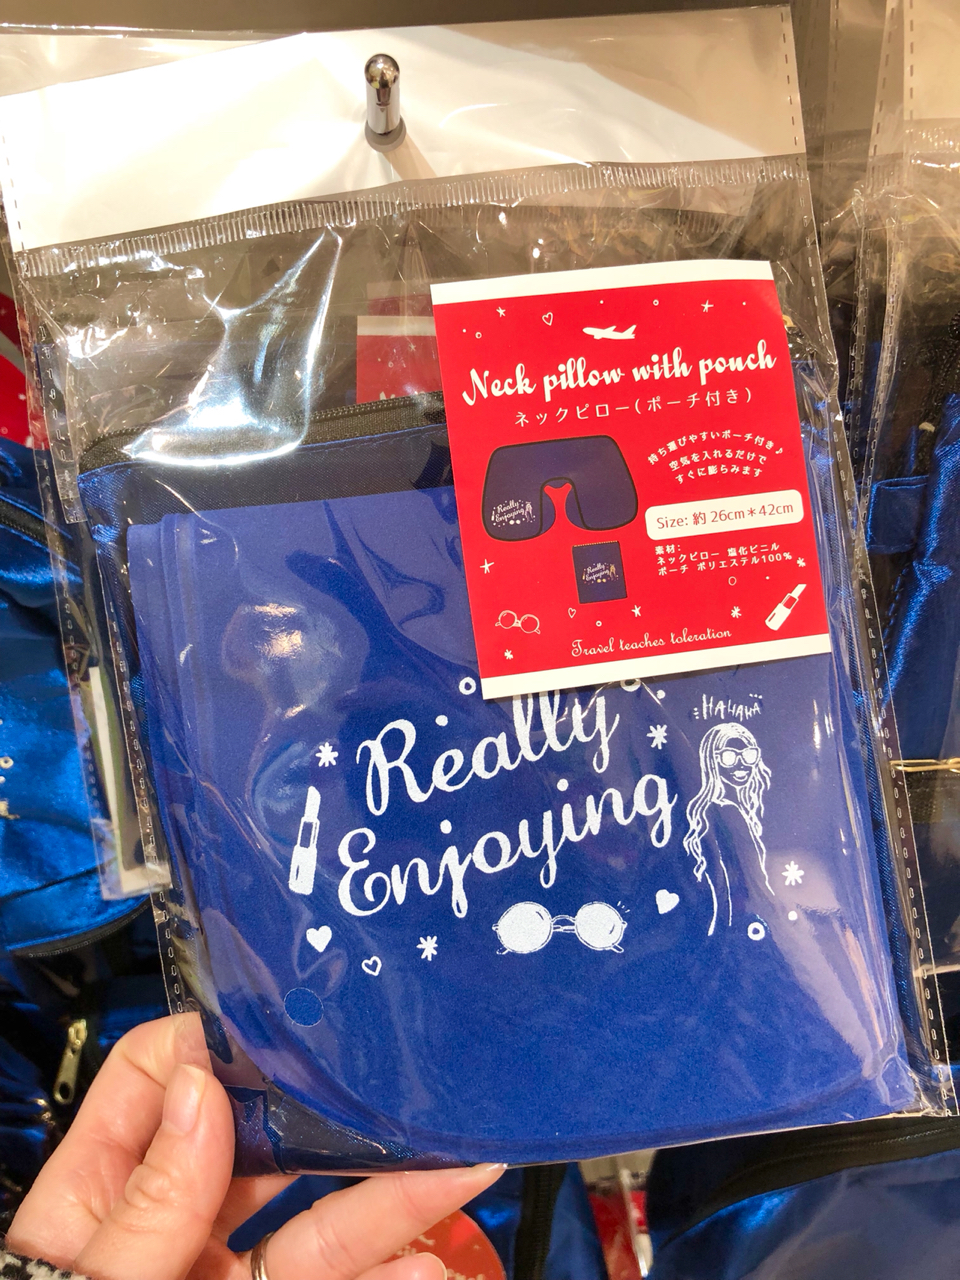 Neck pillow with pouch
ネックピロー(ポーチ付き)
持ち運びやすいポーチ付き♪
空気を入れるだけで
すぐに膨らみます
Really
Enjoying
Size: 約 26cm＊42cm
素材:
ネックピロー 塩化ビニル
ポーチ ポリエステル100%
Really
Enjoying
Travel teaches toleration
HAHAHA
Really
Enjoying